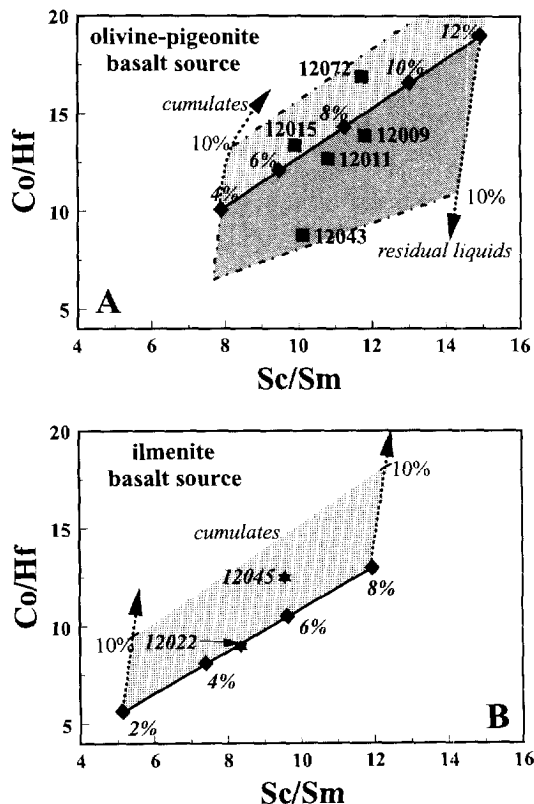 20
15
10
5
Co/Hf
olivine-pigeonite
basalt source
12%
12072
10%
cumulates
8%
12015
12009
10%
6%
12011
4%
10%
12043
residual liquids
A
4 6 8 10 12 14 16
Sc/Sm
20
15
10
5
Co/Hf
ilmenite
basalt source
10%
cumulates
12045
8%
10%
12022
6%
4%
2%
B
4 6 8 10 12 14 16
Sc/Sm